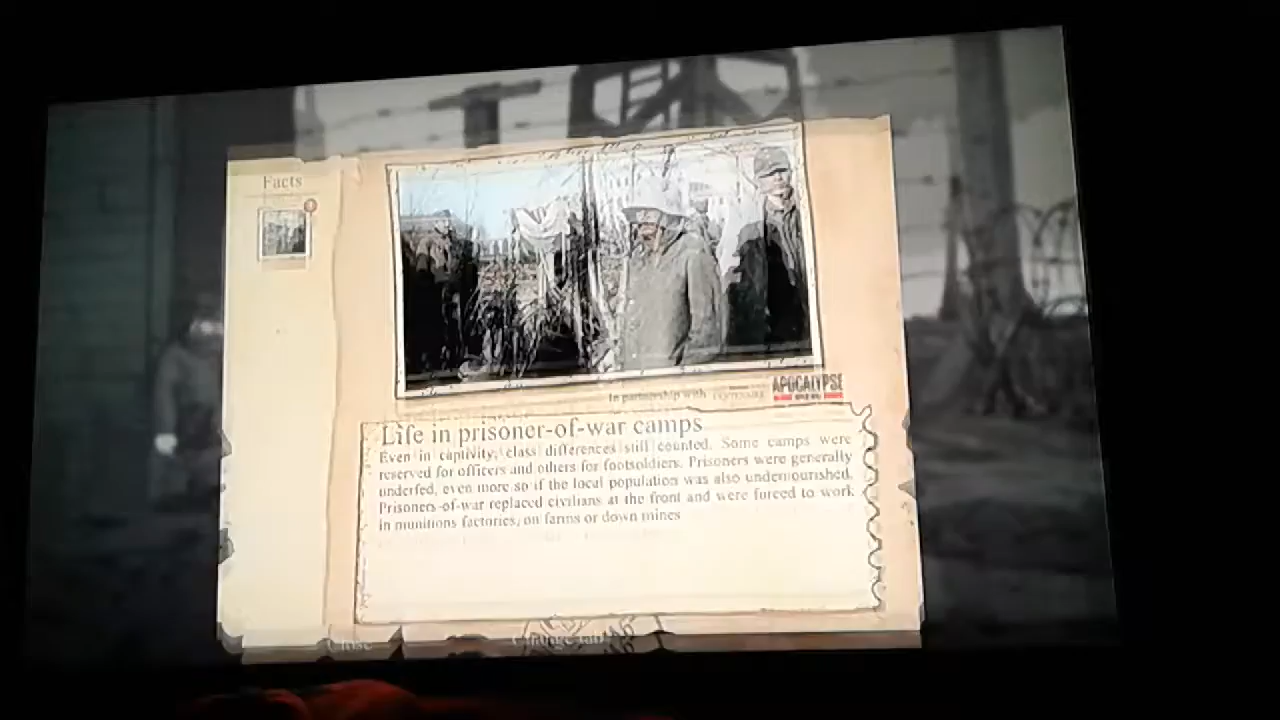 Facts
In partnership with
CENTENAIRE
APOCALYPSE
Life in prisoner-of-war camps
Even in captivity, class differences still counted. Some camps were
reserved for officers and others for footsoldiers. Prisoners were generally
underfed, even more so if the local population was also undernourished.
Prisoners-of-war replaced civilians at the front and were forced to work
in munitions factories, on farms or down mines
Close
Change tab